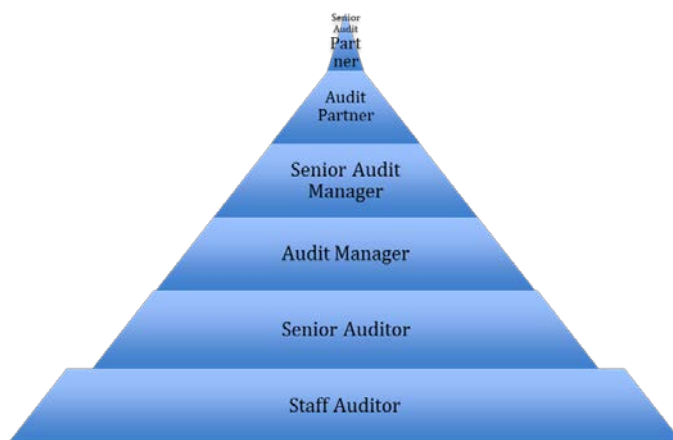 Senior
Audit
Part
ner
Audit
Partner
Senior Audit
Manager
Audit Manager
Senior Auditor
Staff Auditor